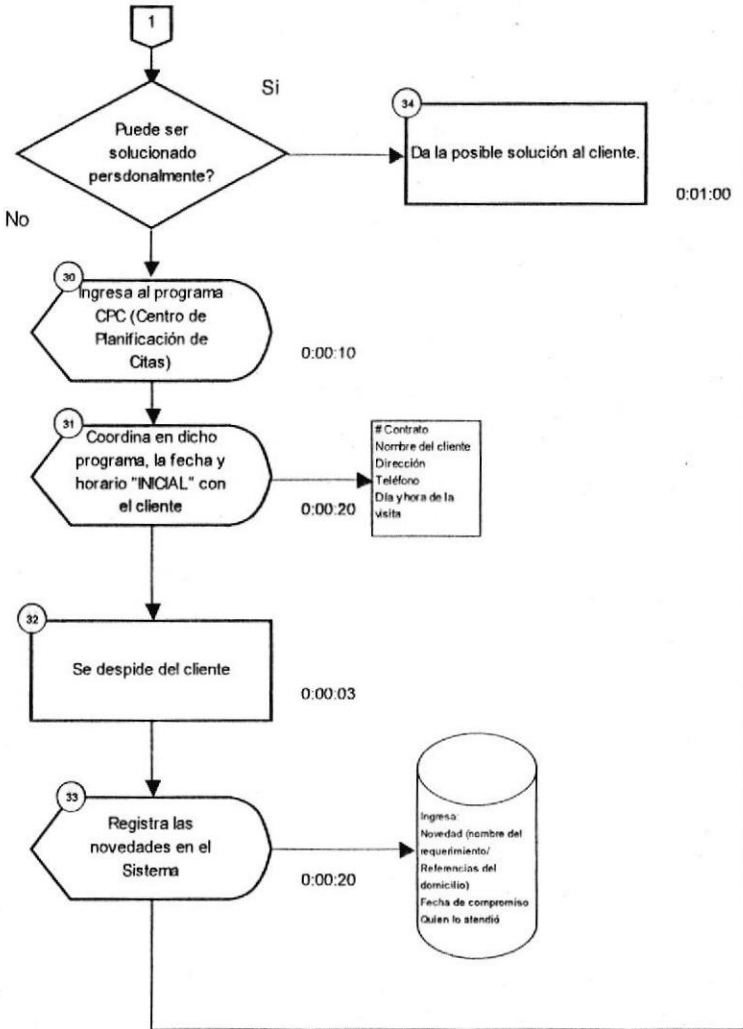 1
Si
Puede ser
solucionado
persdonalmente?
34
Da la posible solución al cliente.
0:01:00
No
30
Ingresa al programa
CPC (Centro de
Planificación de
Citas)
0:00:10
31
Coordina en dicho
programa, la fecha y
horario "INICIAL" con
el cliente
0:00:20
# Contrato
Nombre del cliente
Dirección
Teléfono
Día y hora de la
visita
32
Se despide del cliente
0:00:03
33
Registra las
novedades en el
Sistema
0:00:20
Ingresa:
Novedad (nombre del
requerimiento/
Referencias del
domicilio)
Fecha de compromiso
Quien lo atendió